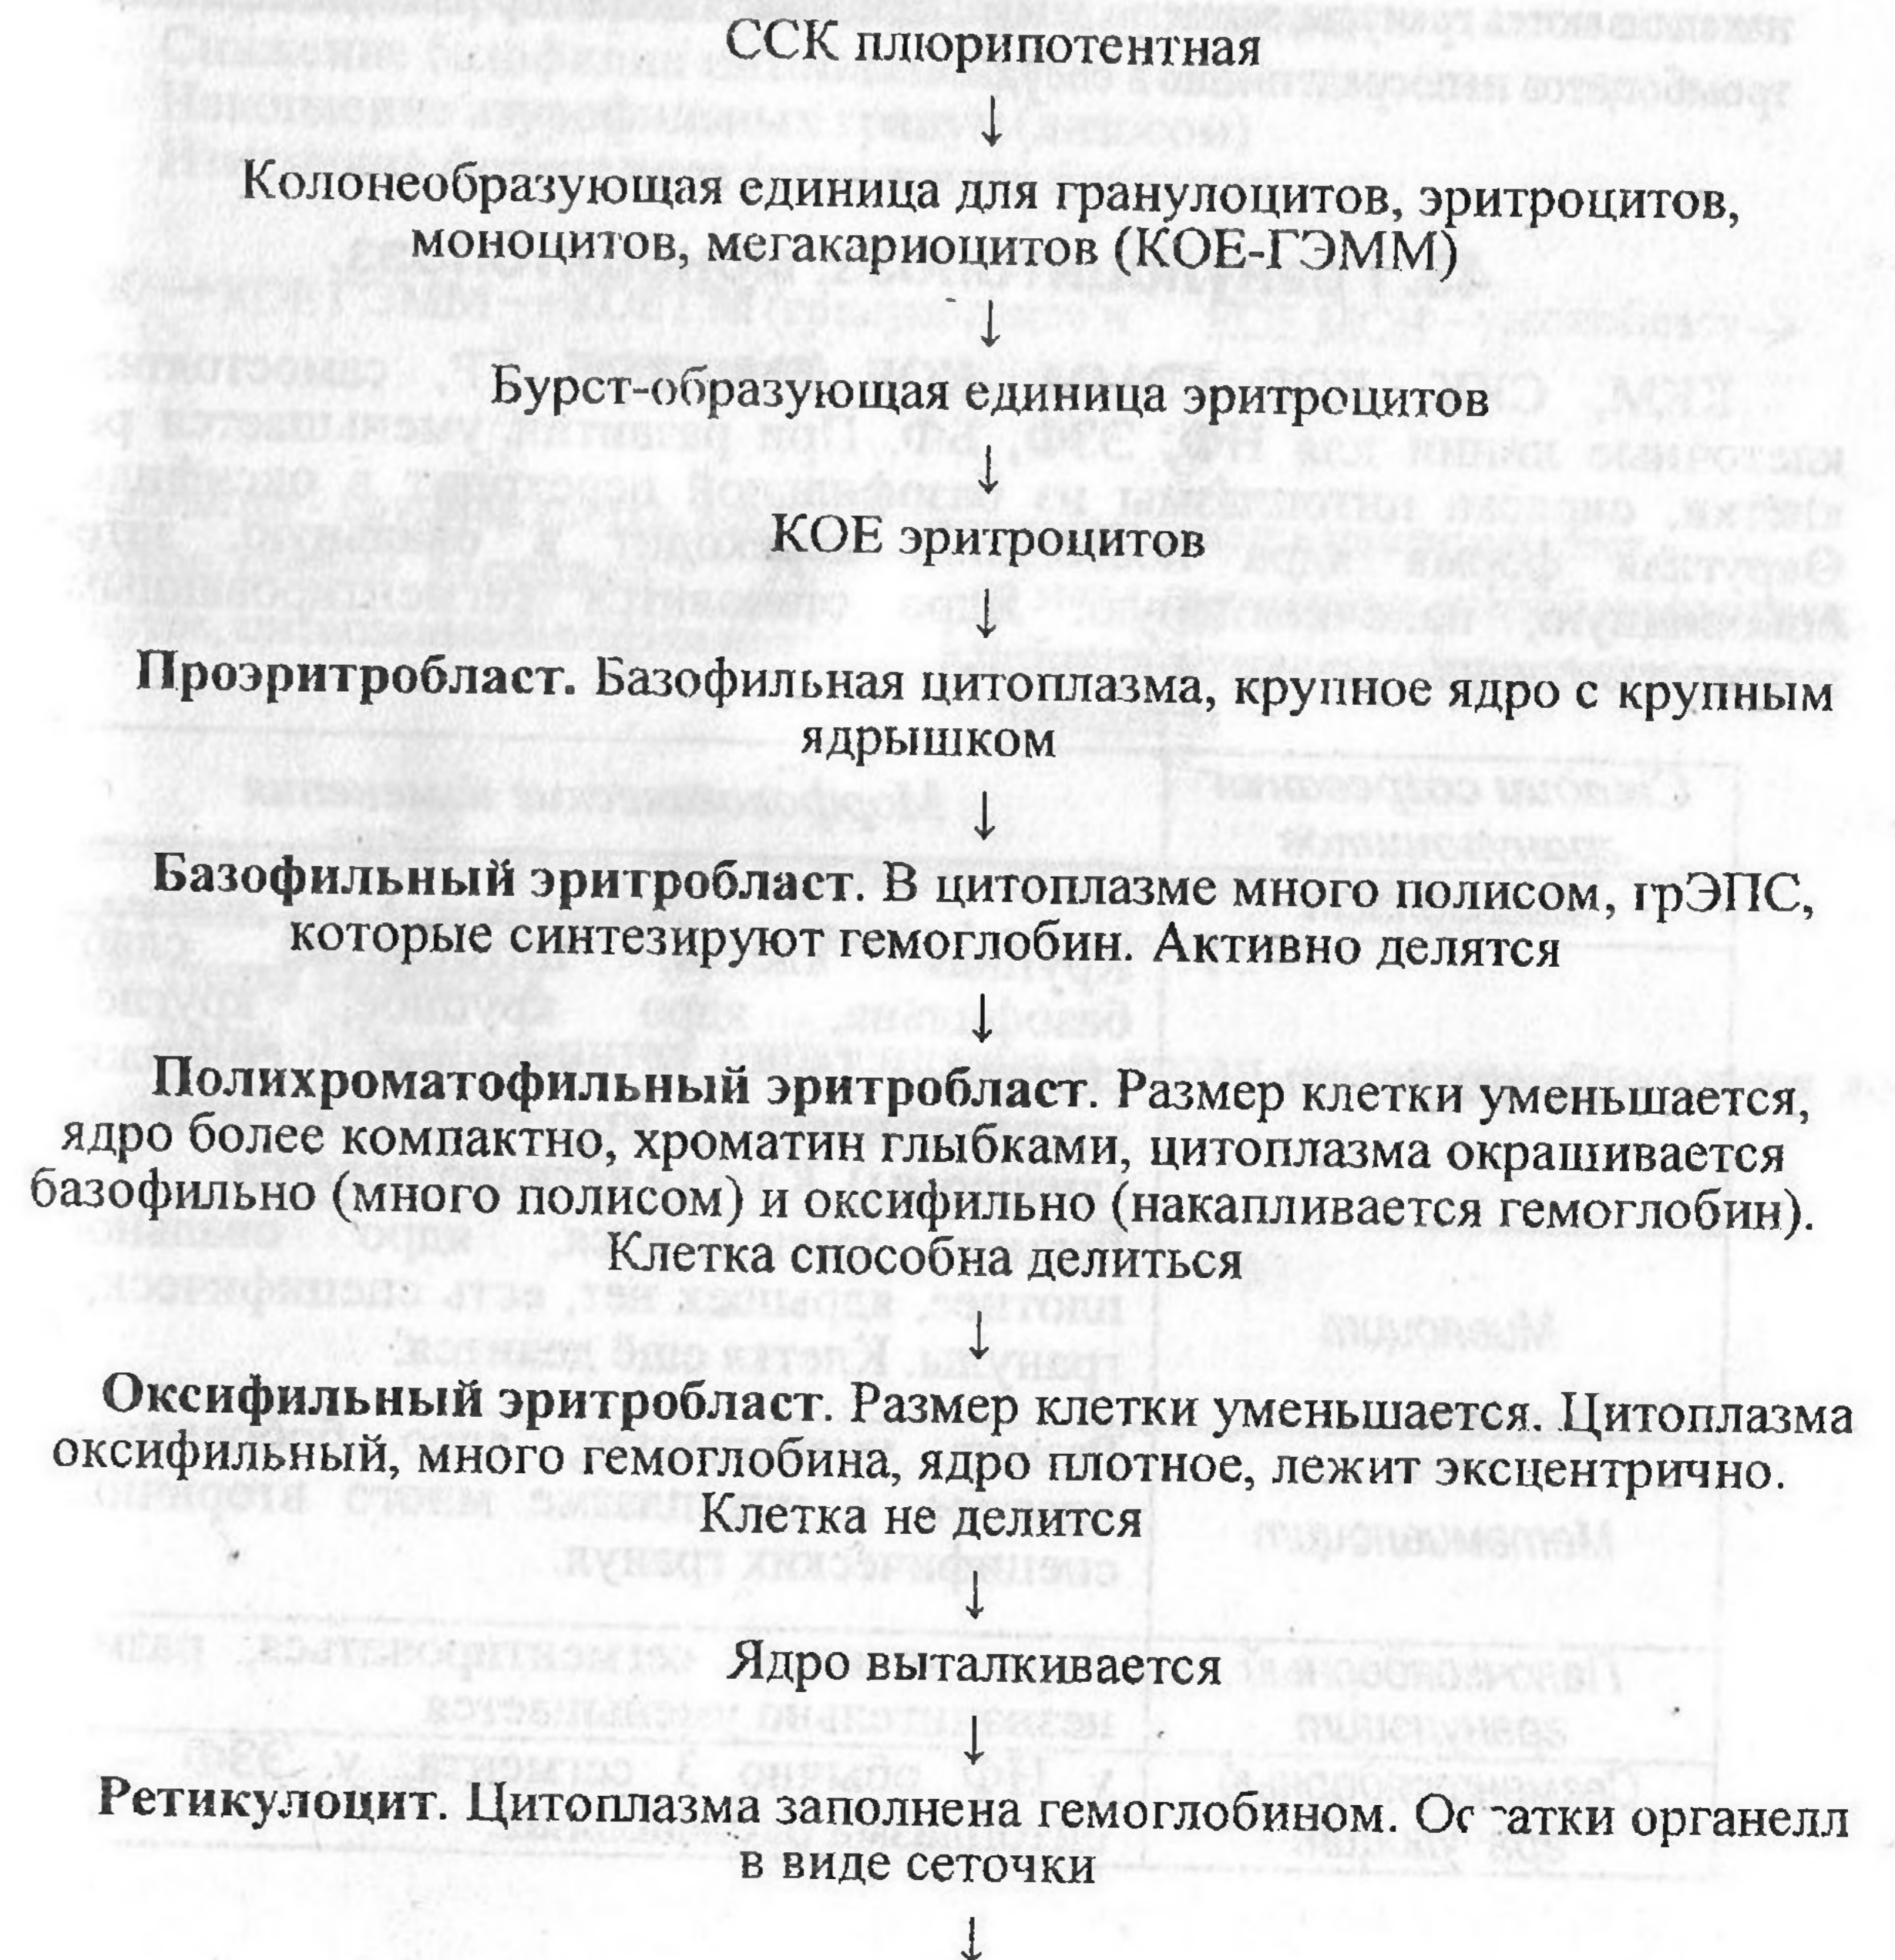 ССК плюрипотентная
↓
Колонеобразующая единица для гранулоцитов, эритроцитов,
моноцитов, мегакариоцитов (КОЕ-ГЭММ)
↓
Бурст-образующая единица эритроцитов
↓
КОЕ эритроцитов
↓
Проэритробласт. Базофильная цитоплазма, крупное ядро с крупным
ядрышком
↓
Базофильный эритробласт. В цитоплазме много полисом, грЭПС,
которые синтезируют гемоглобин. Активно делятся
↓
Полихроматофильный эритробласт. Размер клетки уменьшается,
ядро более компактно, хроматин глыбками, цитоплазма окрашивается
базофильно (много полисом) и оксифильно (накапливается гемоглобин).
Клетка способна делиться
↓
Оксифильный эритробласт. Размер клетки уменьшается. Цитоплазма
оксифильный, много гемоглобина, ядро плотное, лежит эксцентрично.
Клетка не делится
↓
Ядро выталкивается
↓
Ретикулоцит. Цитоплазма заполнена гемоглобином. Остатки органелл
в виде сеточки
↓